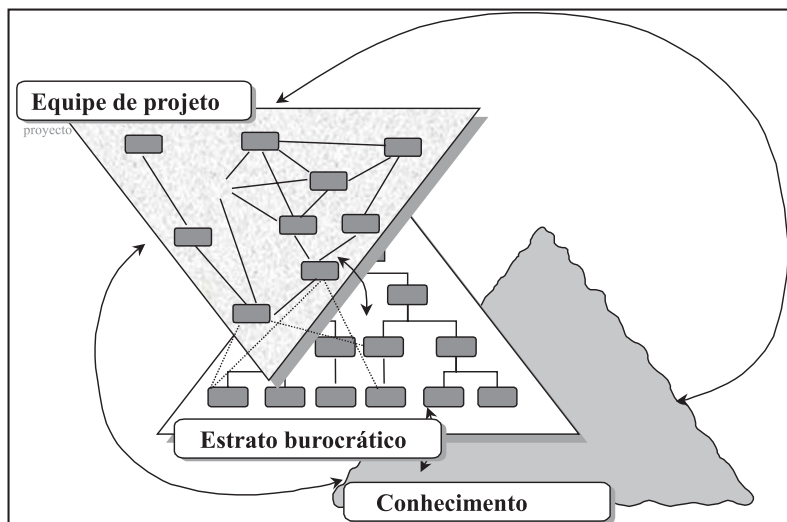 Equipe de projeto
proyecto
Estrato burocrático
Conhecimento